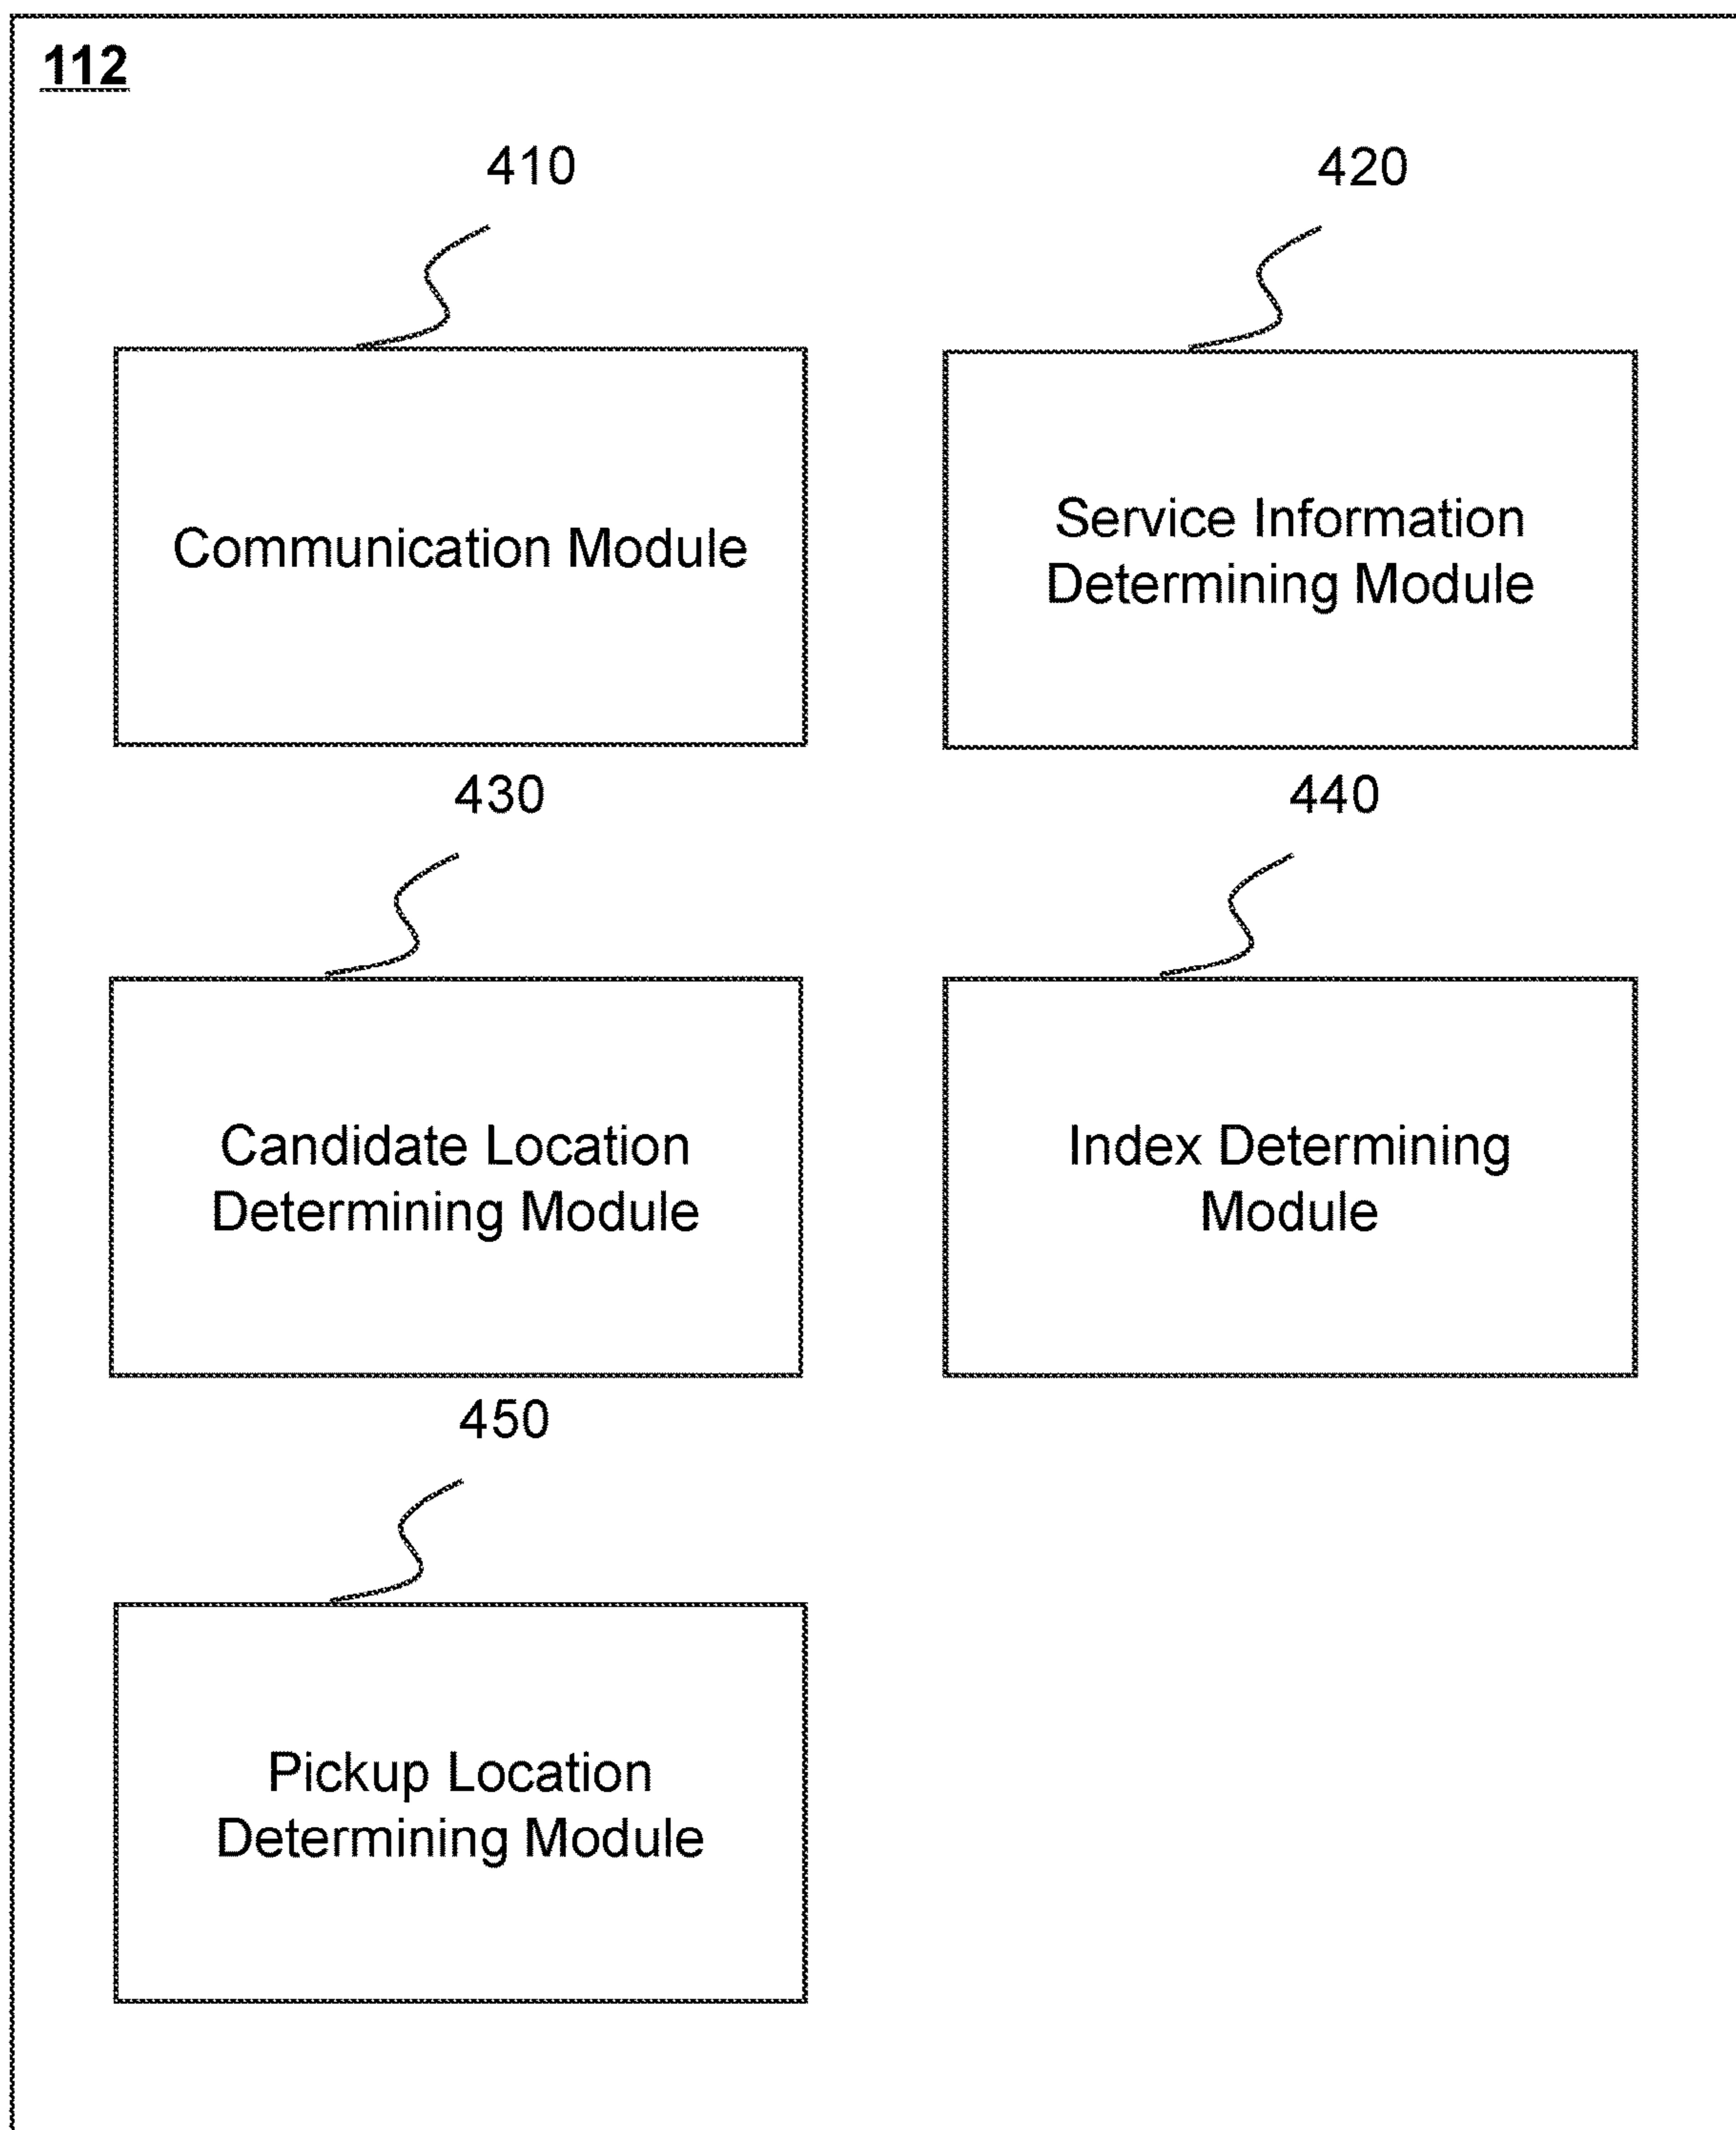 112
410
420
Communication Module
Service Information
Determining Module
430
440
Candidate Location
Determining Module
Index Determining
Module
450
Pickup Location
Determining Module